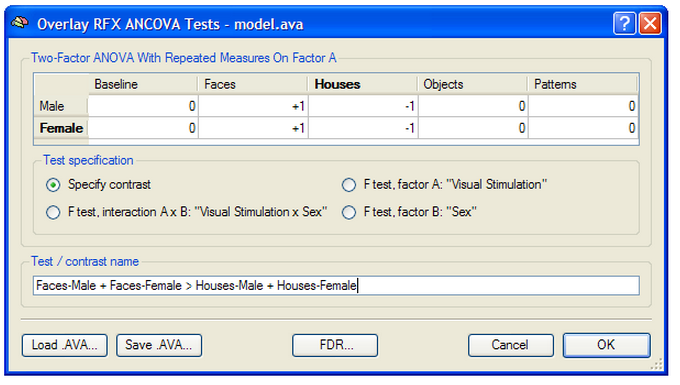 Overlay RFX ANCOVA Tests - model.ava
Two-Factor ANOVA With Repeated Measures On Factor A
Baseline Faces Houses Objects Patterns
Male 0 +1 -1 0 0
Female 0 +1 -1 0 0
Test specification
Specify contrast F test, factor A: "Visual Stimulation"
F test, interaction A x B: "Visual Stimulation x Sex" F test, factor B: "Sex"
Test / contrast name
Faces-Male + Faces-Female > Houses-Male + Houses-Female
Load .AVA... Save .AVA... FDR... Cancel OK